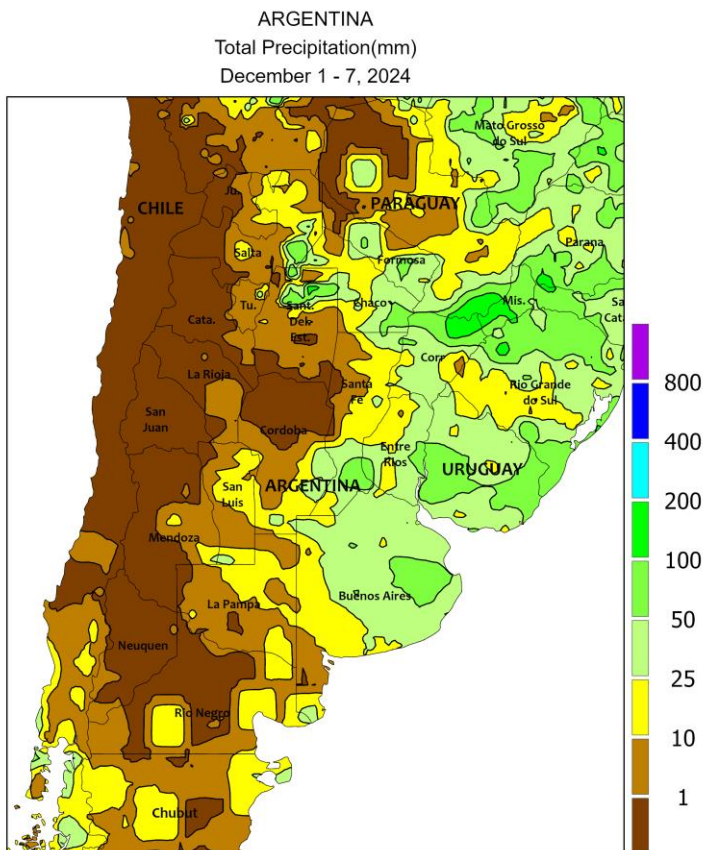 ARGENTINA
Total Precipitation(mm)
December 1 - 7, 2024
Mato Grosso
do Sul
Ju.
CHILE
PARAGUAY
Salta
Formosa
Parana
Tu.
Sant.
Del
Est.
Chaco
Mis.
Sa
Cata
Cata.
Corr
La Rioja
Santa
Fe
Rio Grande
do Sul
San
Juan
Cordoba
Entre
Rios
URUGUAY
San
Luis
ARGENTINA
Mendoza
La Pampa
Buenos Aires
Neuquen
Rio Negro
Chubut
800
400
200
100
50
25
10
1